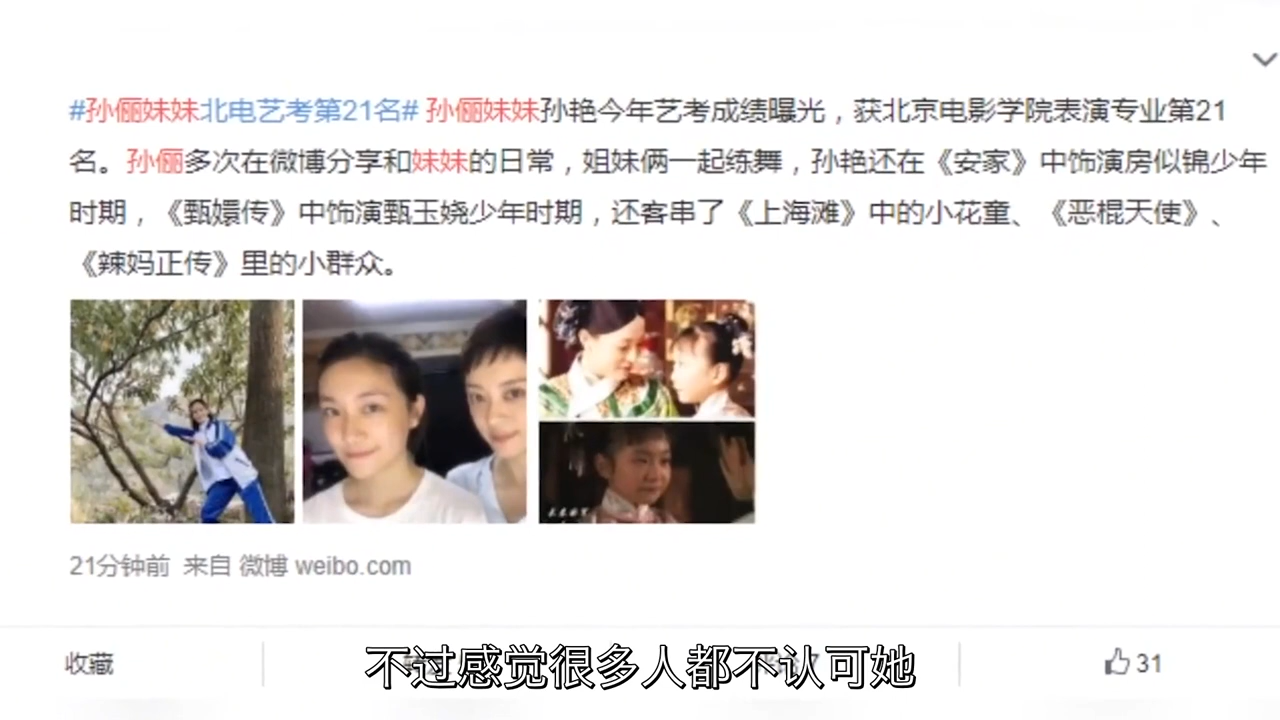 #孙俪妹妹北电艺考第21名# 孙俪妹妹孙艳今年艺考成绩曝光，获北京电影学院表演专业第21
名。孙俪多次在微博分享和妹妹的日常，姐妹俩一起练舞，孙艳还在《安家》中饰演房似锦少年
时期，《甄嬛传》中饰演甄玉娆少年时期，还客串了《上海滩》中的小花童、《恶棍天使》、
《辣妈正传》里的小群众。
21分钟前 来自 微博 weibo.com
收藏
31
不过感觉很多人都不认可她